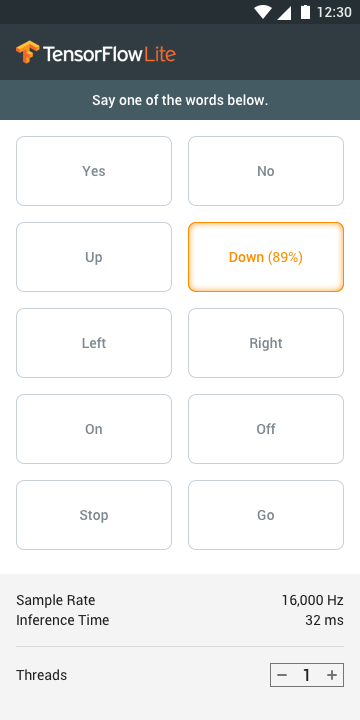 12:30
TensorFlow Lite
Say one of the words below.
Yes No
Up Down (89%)
Left Right
On Off
Stop Go
Sample Rate 16,000 Hz
Inference Time 32 ms
Threads − 1 +